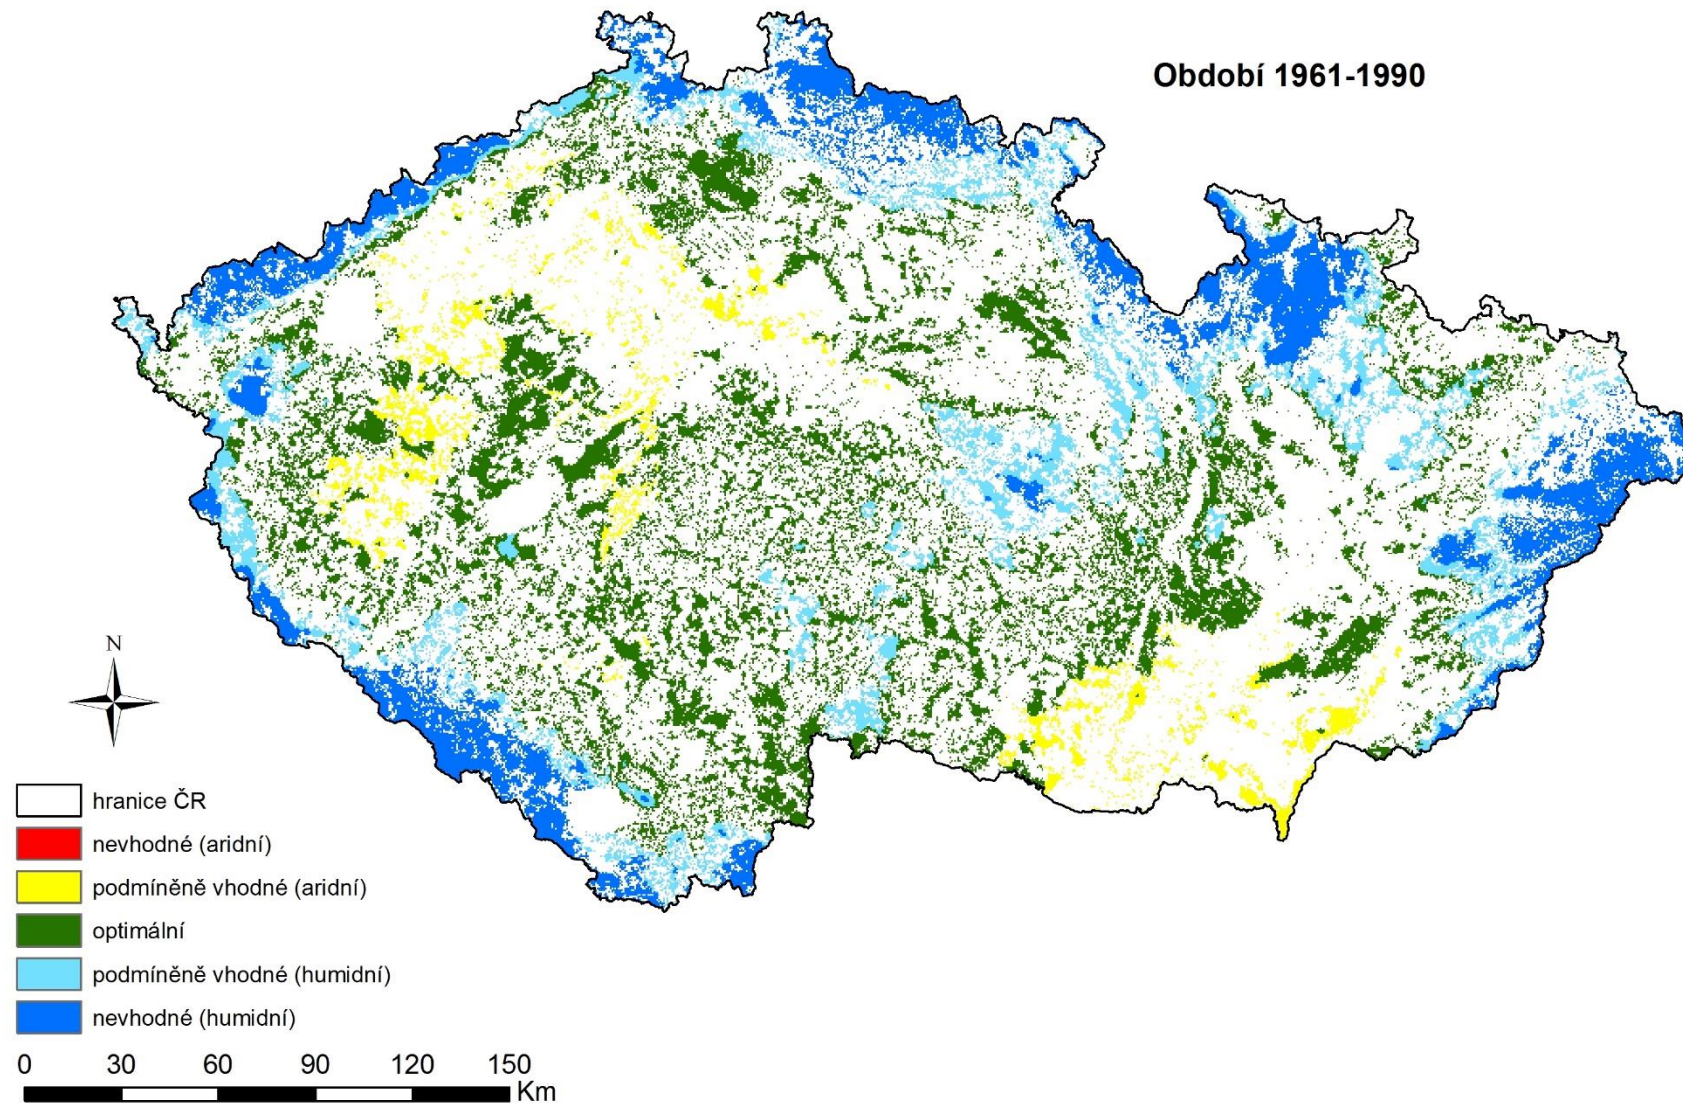 Období 1961-1990
N
hranice ČR
nevhodné (aridní)
podmíněně vhodné (aridní)
optimální
podmíněně vhodné (humidní)
nevhodné (humidní)
0 30 60 90 120 150
Km